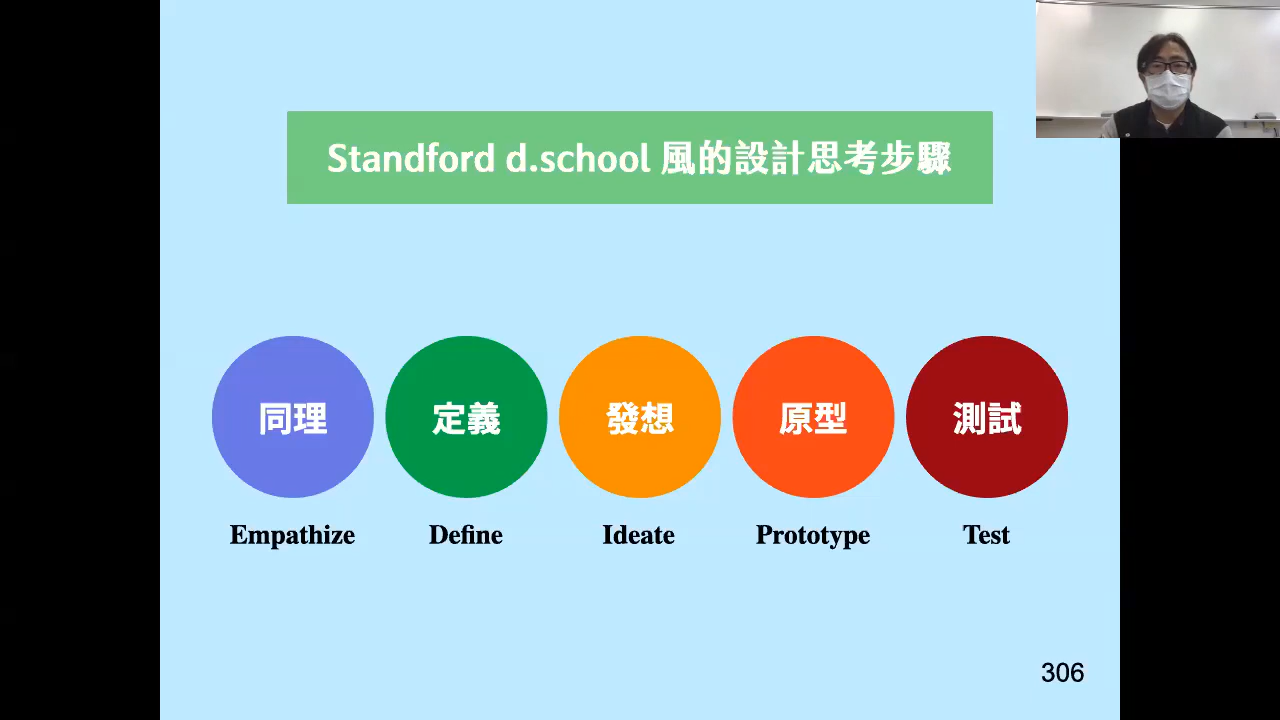 Standford d.school 風的設計思考步驟
同理 定義 發想 原型 測試
Empathize Define Ideate Prototype Test
306